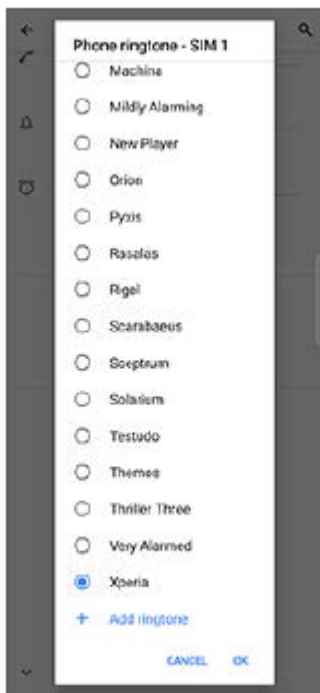 Phone ringtone - SIM 1
Machina
Mildly Alarming
New Player
Orion
Pyxis
Rasalas
Rigel
Scarabaeus
Sceptrum
Solarium
Testudo
Themos
Thriller Three
Very Alarmed
Xperia
+ Add ringtone
CANCEL OK